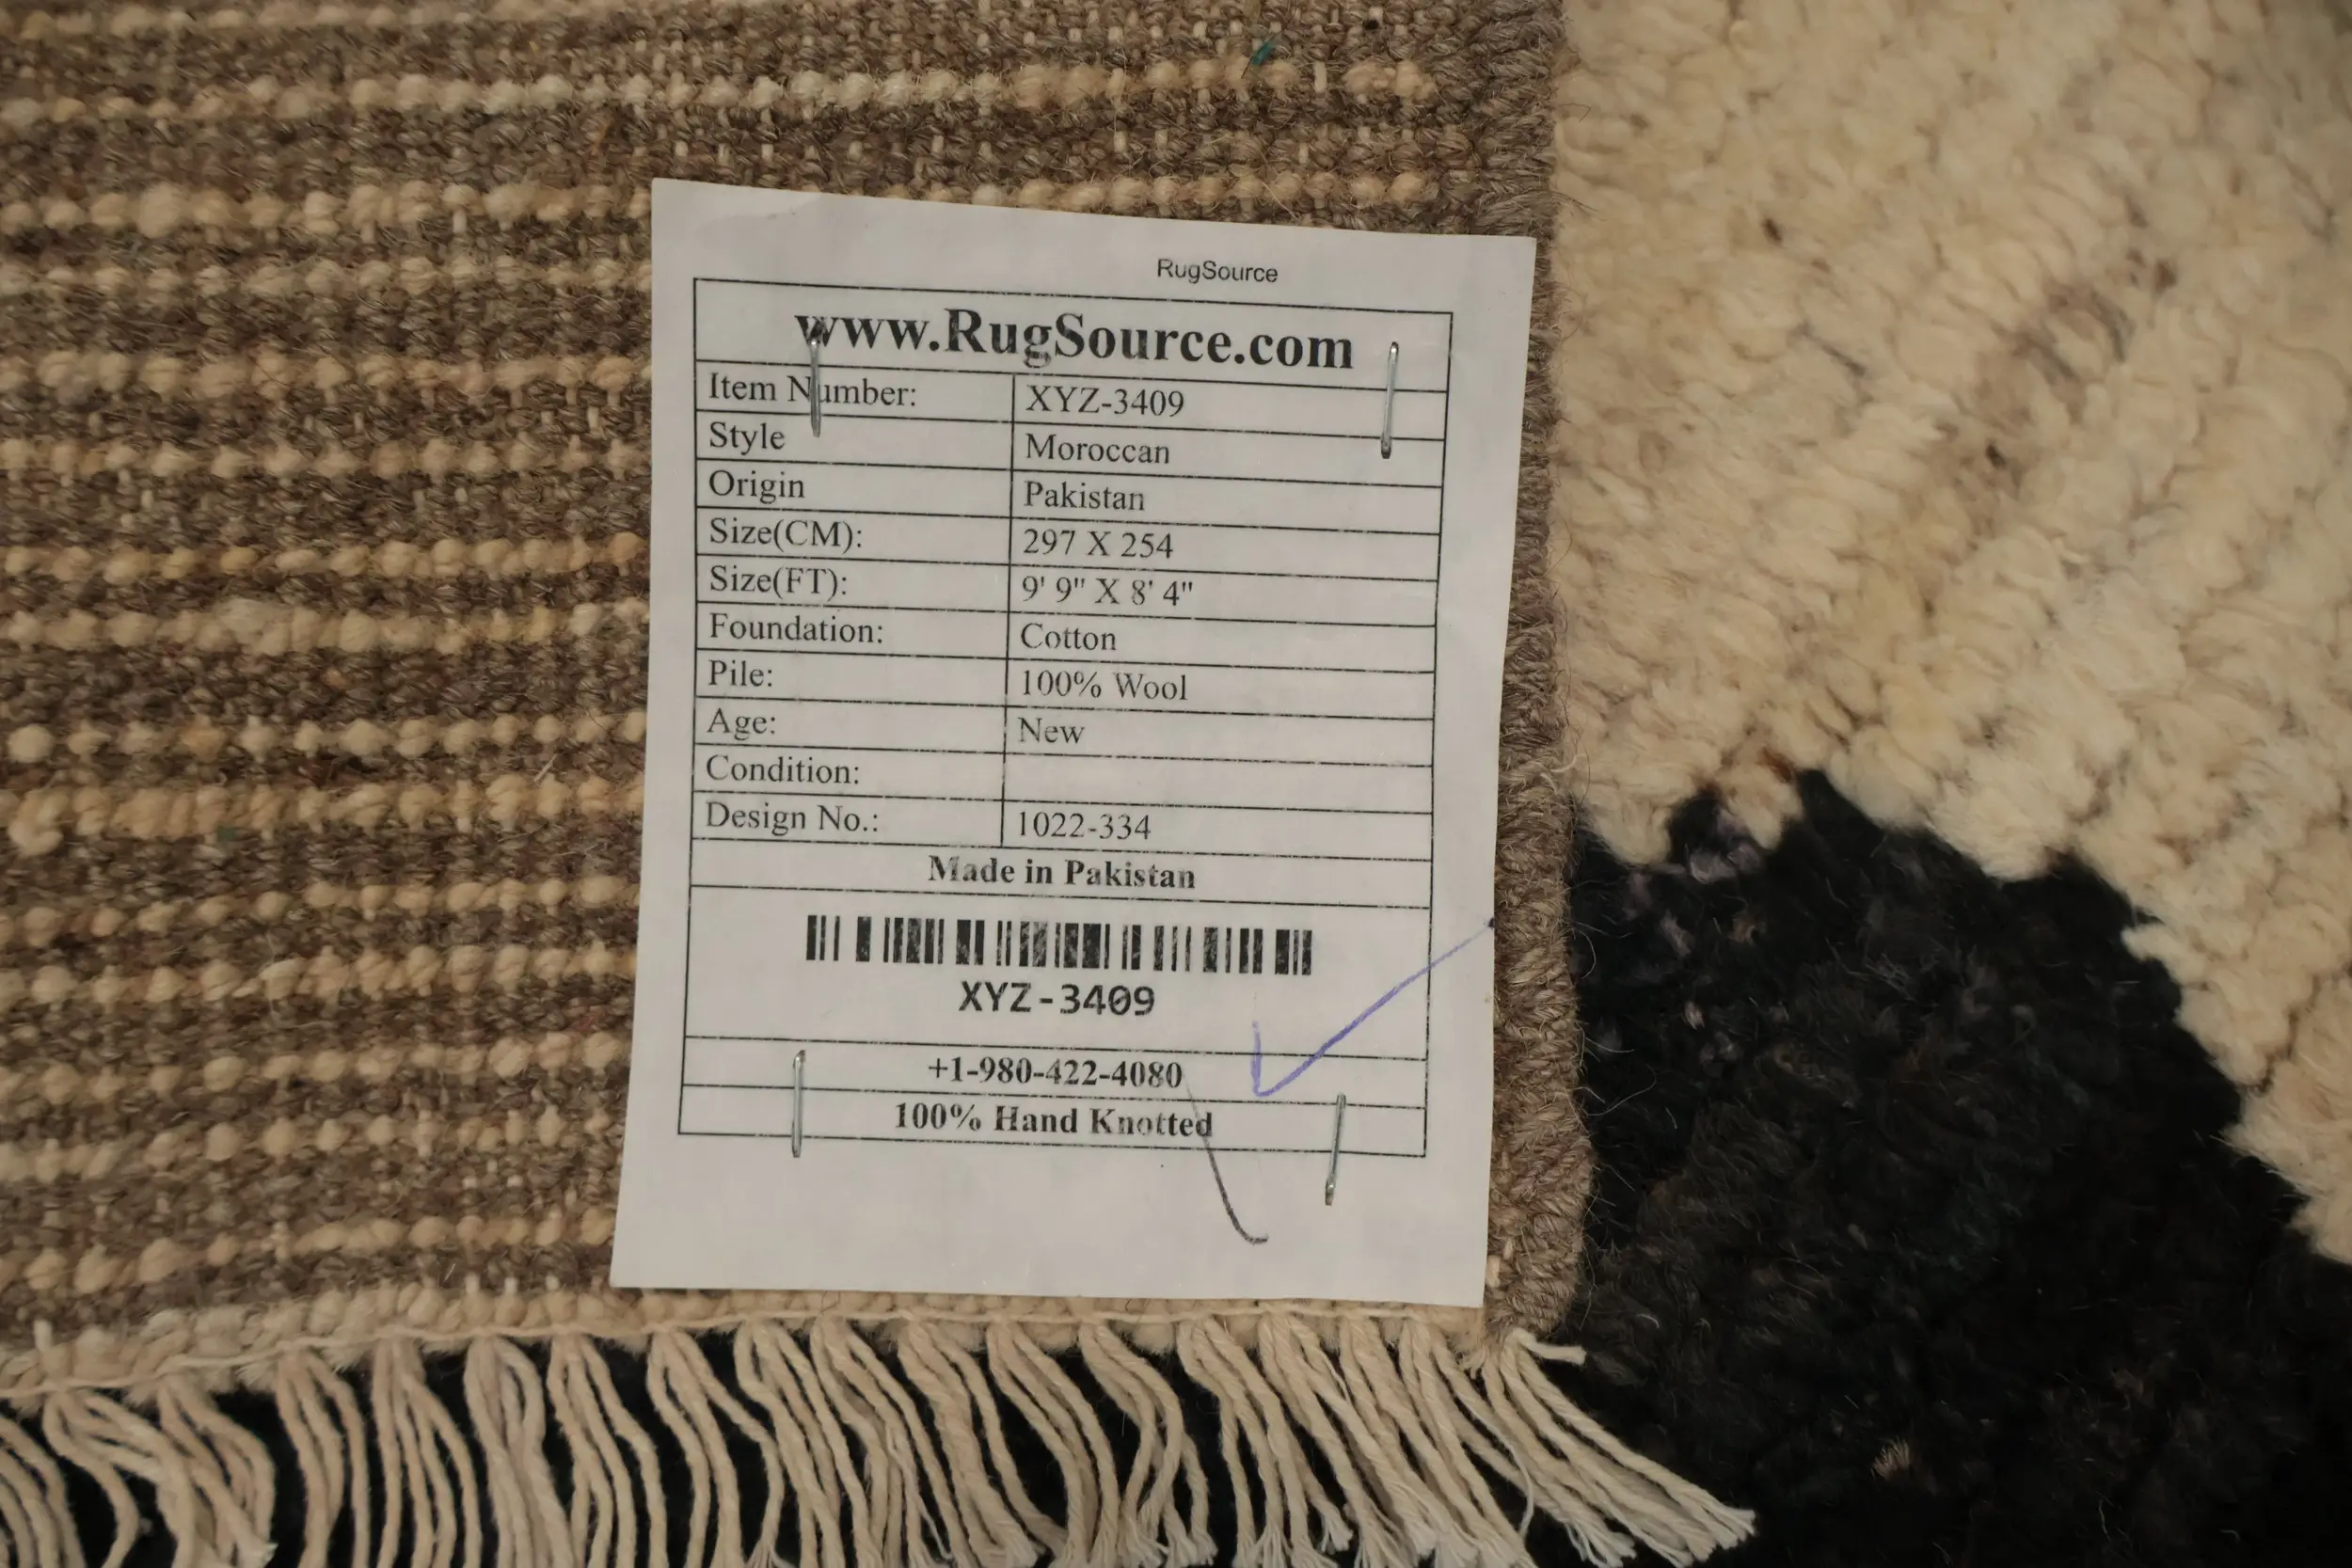 RugSource
www.RugSource.com
Item Number: XYZ-3409
Style Moroccan
Origin Pakistan
Size(CM): 297 X 254
Size(FT): 9' 9" X 8' 4"
Foundation: Cotton
Pile: 100% Wool
Age: New
Condition:
Design No.: 1022-334
Made in Pakistan
XYZ-3409
+1-980-422-4080
100% Hand Knotted